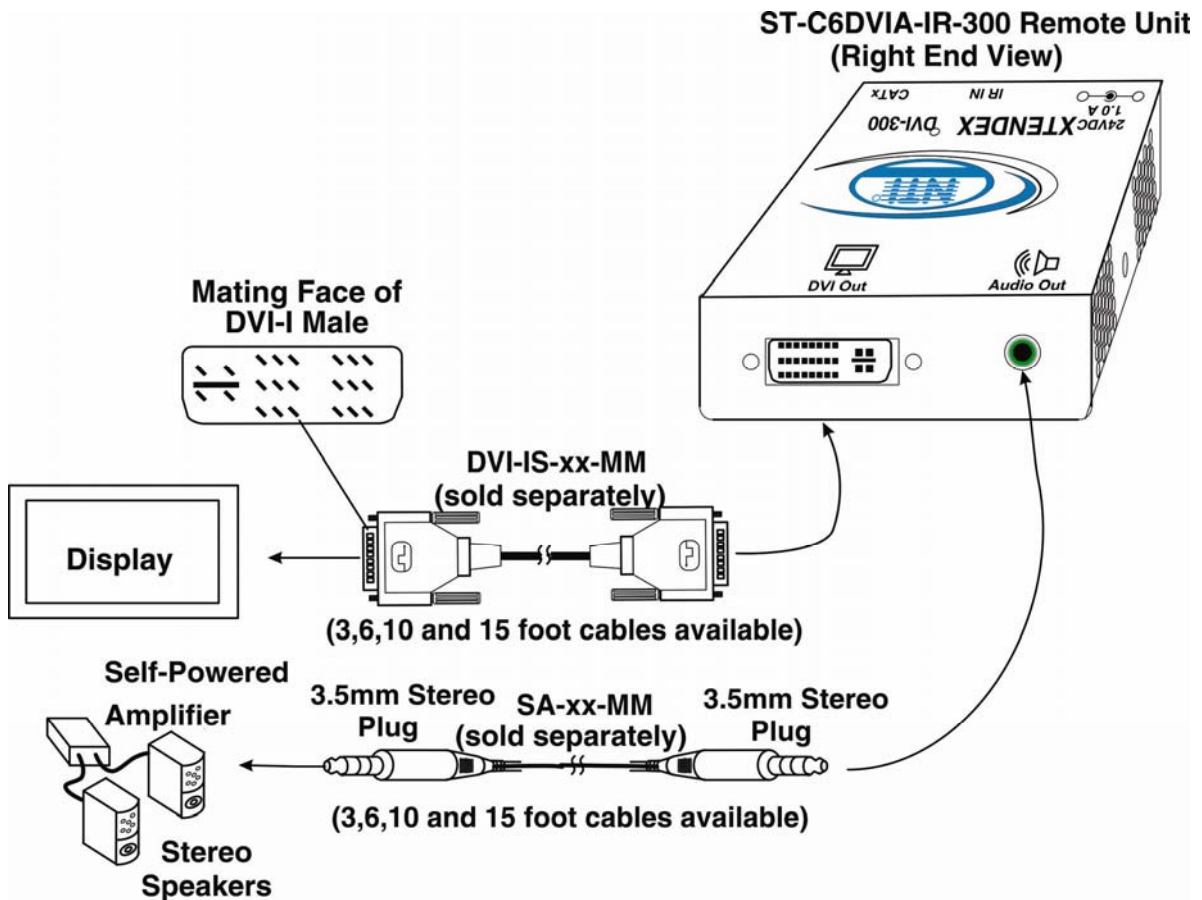 ST-C6DVIA-IR-300 Remote Unit
(Right End View)
CATx
IR IN
24VDC
1.0 A
DVI-300
XTENDEX
NTI
DVI Out
Audio Out
Mating Face of
DVI-I Male
DVI-IS-xx-MM
(sold separately)
Display
(3,6,10 and 15 foot cables available)
Self-Powered
Amplifier
3.5mm Stereo
Plug
SA-xx-MM
(sold separately)
3.5mm Stereo
Plug
(3,6,10 and 15 foot cables available)
Stereo
Speakers